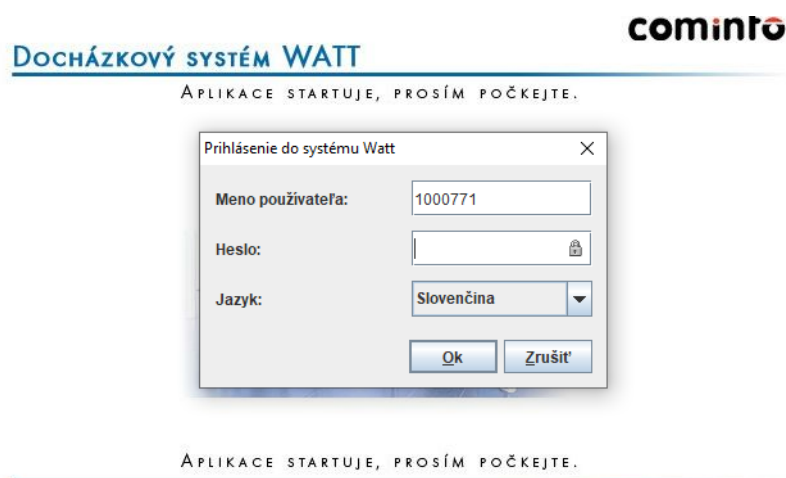 cominto
Docházkový systém WATT
Aplikace startuje, prosím počkejte.
Prihlásenie do systému Watt
Meno používateľa: 1000771
Heslo:
Jazyk: Slovenčina
Ok Zrušiť
Aplikace startuje, prosím počkejte.